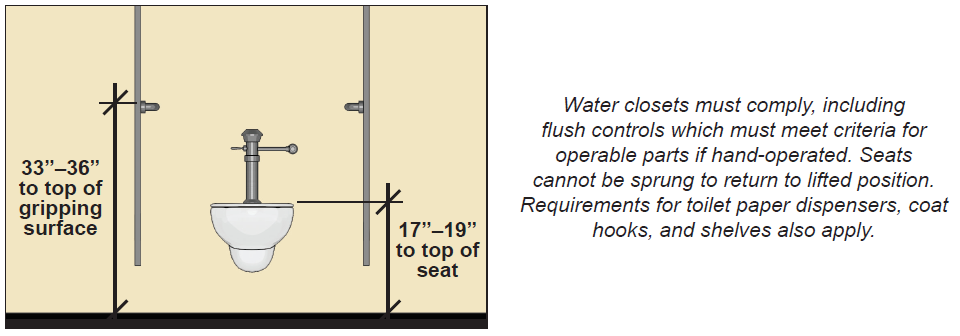 33”–36”
to top of
gripping
surface
17”–19”
to top of
seat
Water closets must comply, including
flush controls which must meet criteria for
operable parts if hand-operated. Seats
cannot be sprung to return to lifted position.
Requirements for toilet paper dispensers, coat
hooks, and shelves also apply.